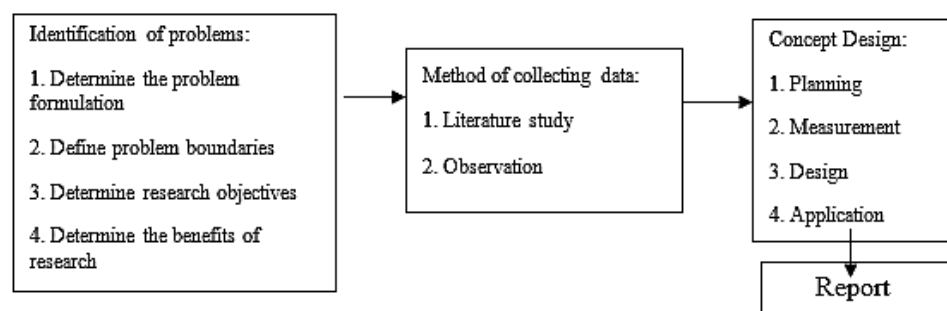 Identification of problems:
1. Determine the problem
formulation
2. Define problem boundaries
3. Determine research objectives
4. Determine the benefits of
research
Method of collecting data:
1. Literature study
2. Observation
Concept Design:
1. Planning
2. Measurement
3. Design
4. Application
Report